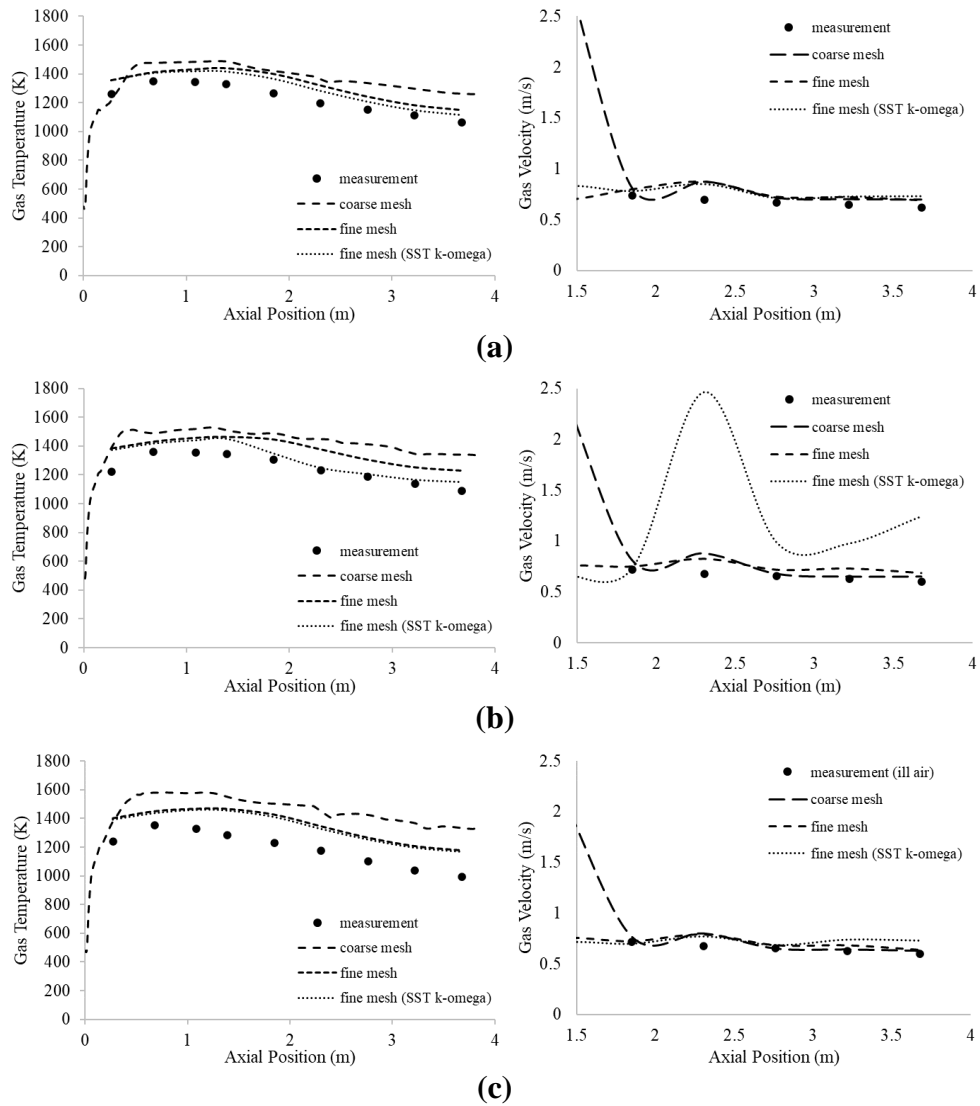 Gas Temperature (K)
1800
1600
1400
1200
1000
800
600
400
200
0
measurement
coarse mesh
fine mesh
fine mesh (SST k-omega)
0 1 2 3 4
Axial Position (m)
Gas Velocity (m/s)
2.5
2
1.5
1
0.5
0
measurement
coarse mesh
fine mesh
fine mesh (SST k-omega)
1.5 2 2.5 3 3.5 4
Axial Position (m)
(a)
Gas Temperature (K)
1800
1600
1400
1200
1000
800
600
400
200
0
measurement
coarse mesh
fine mesh
fine mesh (SST k-omega)
0 1 2 3 4
Axial Position (m)
Gas Velocity (m/s)
2.5
2
1.5
1
0.5
0
measurement
coarse mesh
fine mesh
fine mesh (SST k-omega)
1.5 2 2.5 3 3.5 4
Axial Position (m)
(b)
Gas Temperature (K)
1800
1600
1400
1200
1000
800
600
400
200
0
measurement
coarse mesh
fine mesh
fine mesh (SST k-omega)
0 1 2 3 4
Axial Position (m)
Gas Velocity (m/s)
2.5
2
1.5
1
0.5
0
measurement (ill air)
coarse mesh
fine mesh
fine mesh (SST k-omega)
1.5 2 2.5 3 3.5 4
Axial Position (m)
(c)